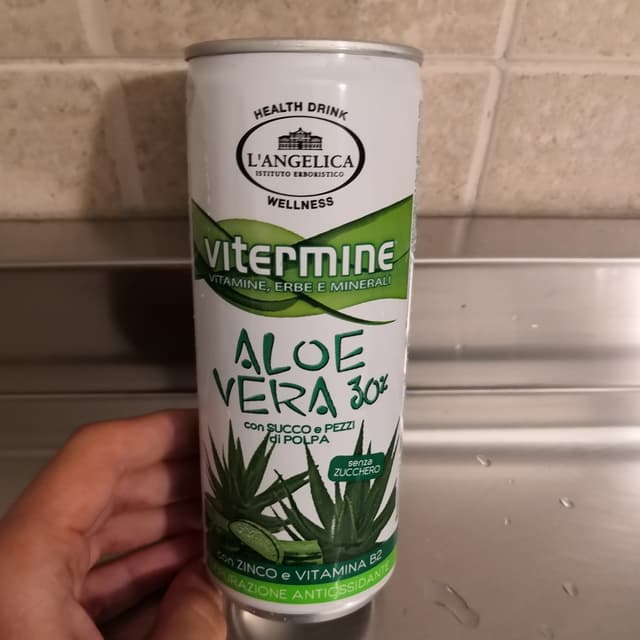 HEALTH DRINK
L'ANGELICA
ISTITUTO ERBORISTICO
WELLNESS
vitermine
VITAMINE, ERBE E MINERALI
ALOE
VERA 30%
con SUCCO e PEZZI
di POLPA
senza
ZUCCHERO
con ZINCO e VITAMINA B2
ANTIOSSIDANTE